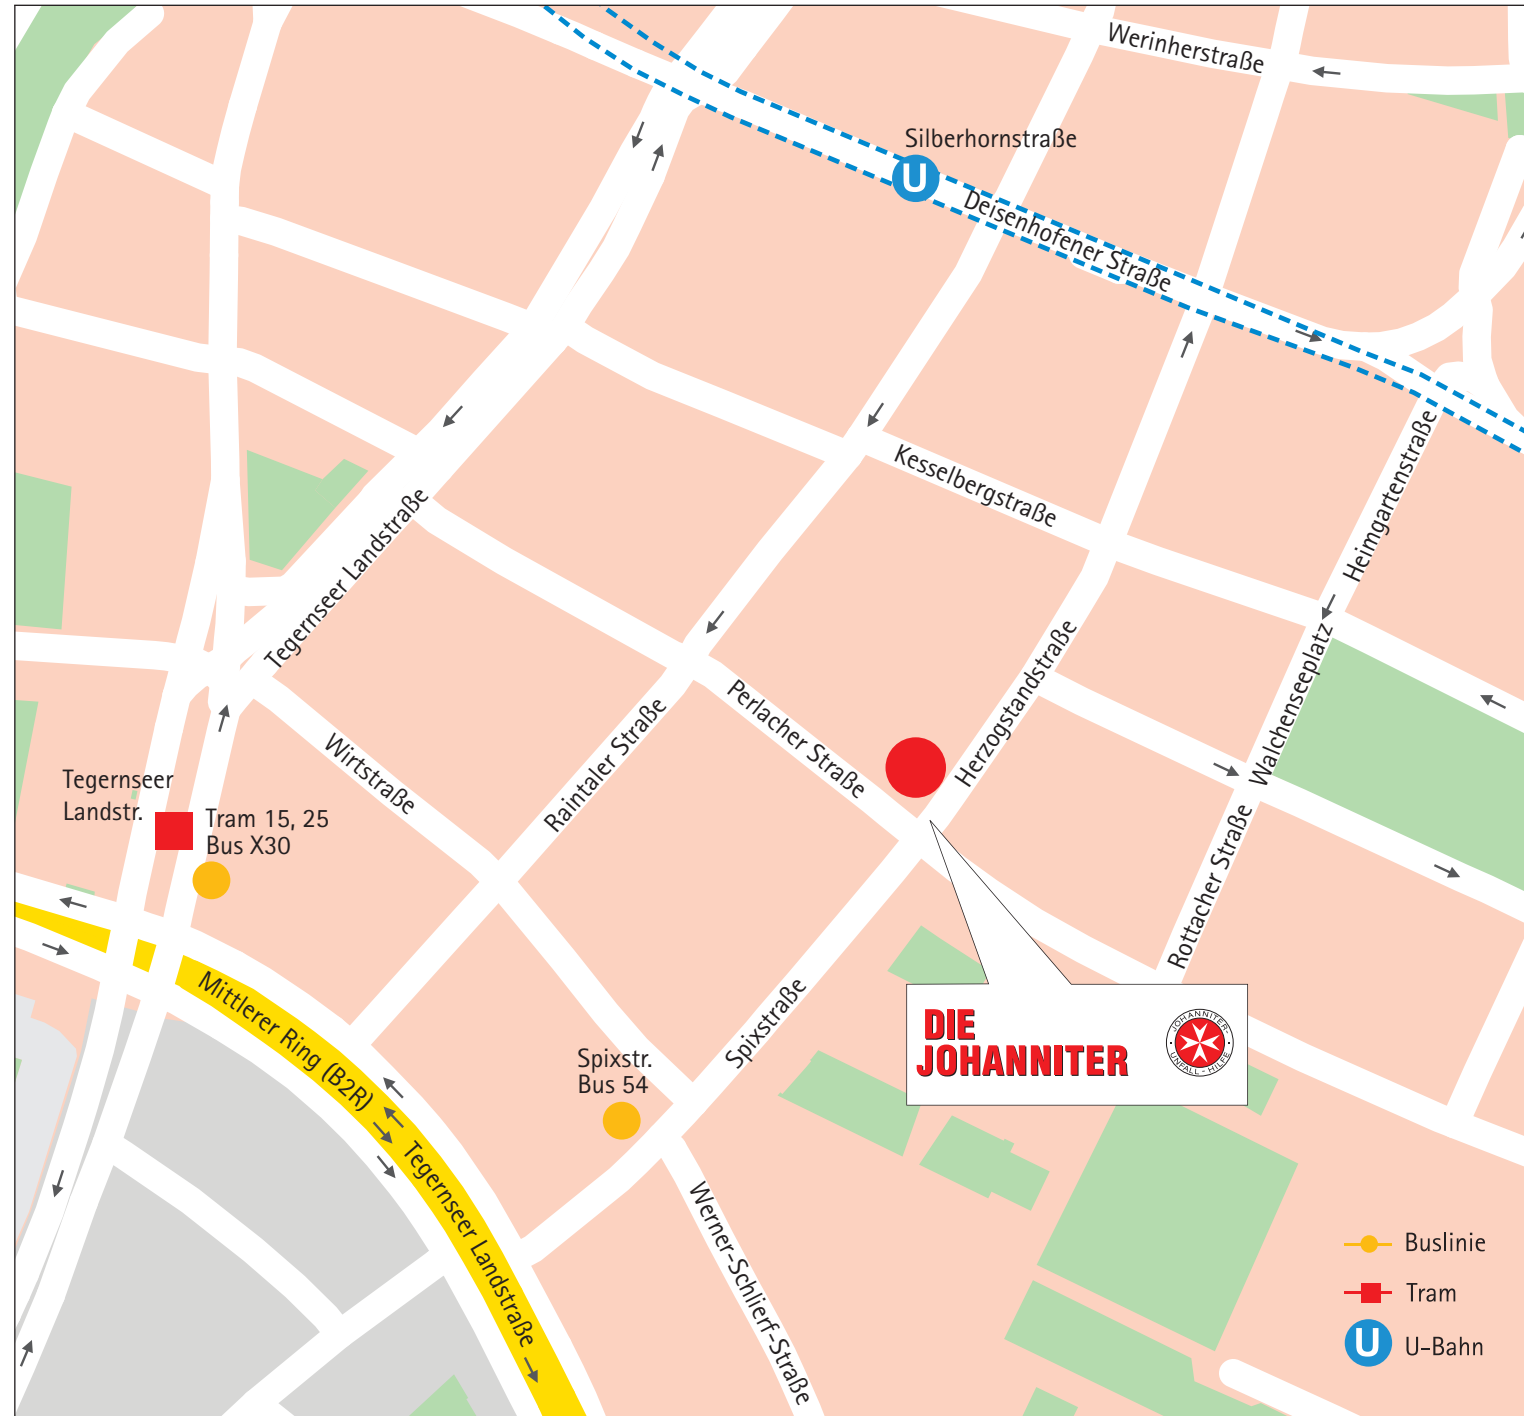 Werinherstraße
Silberhornstraße
U
Deisenhofener Straße
Kesselbergstraße
Heimgartenstraße
Tegernseer Landstraße
Walchenseeplatz
Herzogstandstraße
Perlacher Straße
Raintaler Straße
Wirtstraße
Tegernseer
Landstr.
Tram 15, 25
Bus X30
Rottacher Straße
Mittlerer Ring (B2R)
Spixstraße
DIE
JOHANNITER
JOHANNITER-
UNFALL-HILFE
Spixstr.
Bus 54
Tegernseer Landstraße
Werner-Schlierf-Straße
Buslinie
Tram
U
U-Bahn